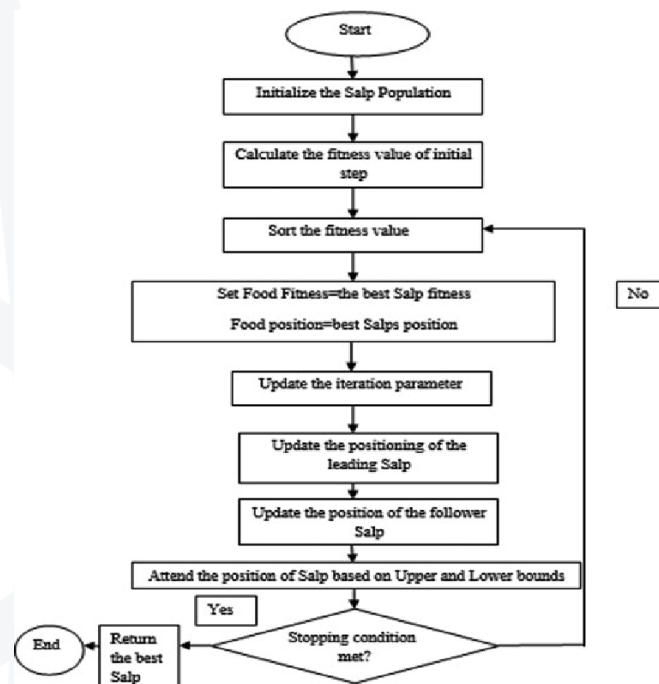 Start
Initialize the Salp Population
Calculate the fitness value of initial
step
Sort the fitness value
Set Food Fitness=the best Salp fitness
Food position=best Salps position
No
Update the iteration parameter
Update the positioning of the
leading Salp
Update the position of the follower
Salp
Attend the position of Salp based on Upper and Lower bounds
Yes
Stopping condition
met?
Return
the best
Salp
End